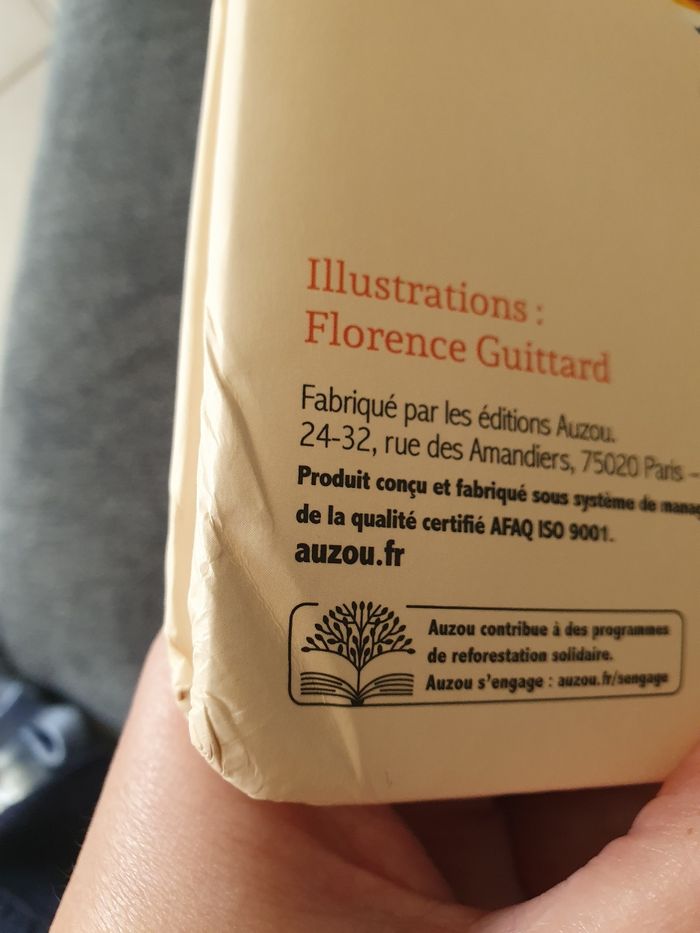 Illustrations :
Florence Guittard
Fabriqué par les éditions Auzou.
24-32, rue des Amandiers, 75020 Paris –
Produit conçu et fabriqué sous système de
de la qualité certifié AFAQ ISO 9001.
auzou.fr
Auzou contribue à des programmes
de reforestation solidaire.
Auzou s'engage : auzou.fr/sengage